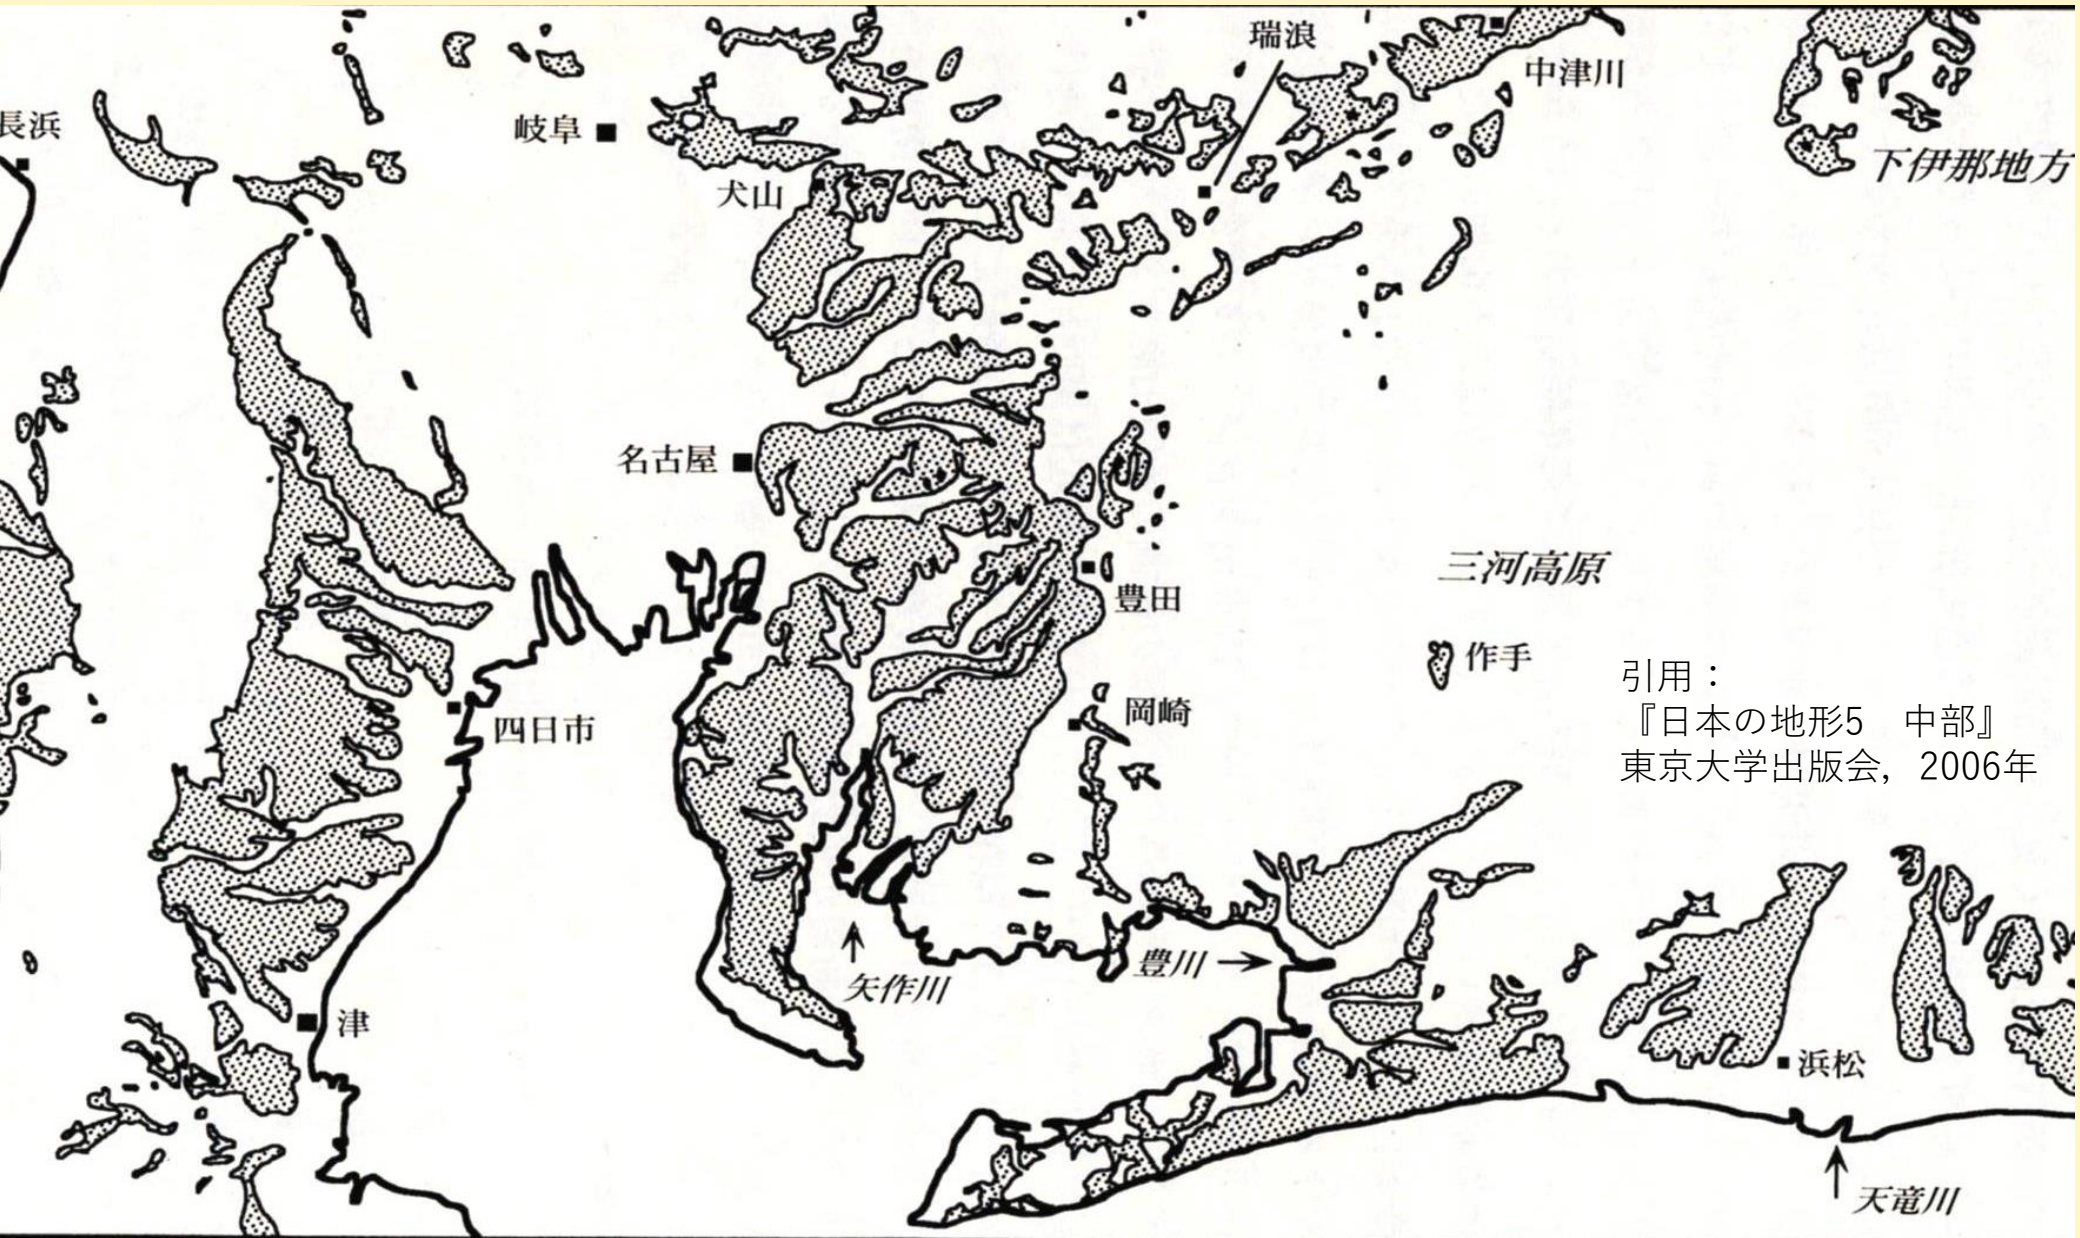 瑞浪
中津川
長浜
岐阜
下伊那地方
犬山
名古屋
三河高原
豊田
作手
引用：
『日本の地形5　中部』
東京大学出版会，2006年
岡崎
四日市
豊川
矢作川
津
浜松
天竜川